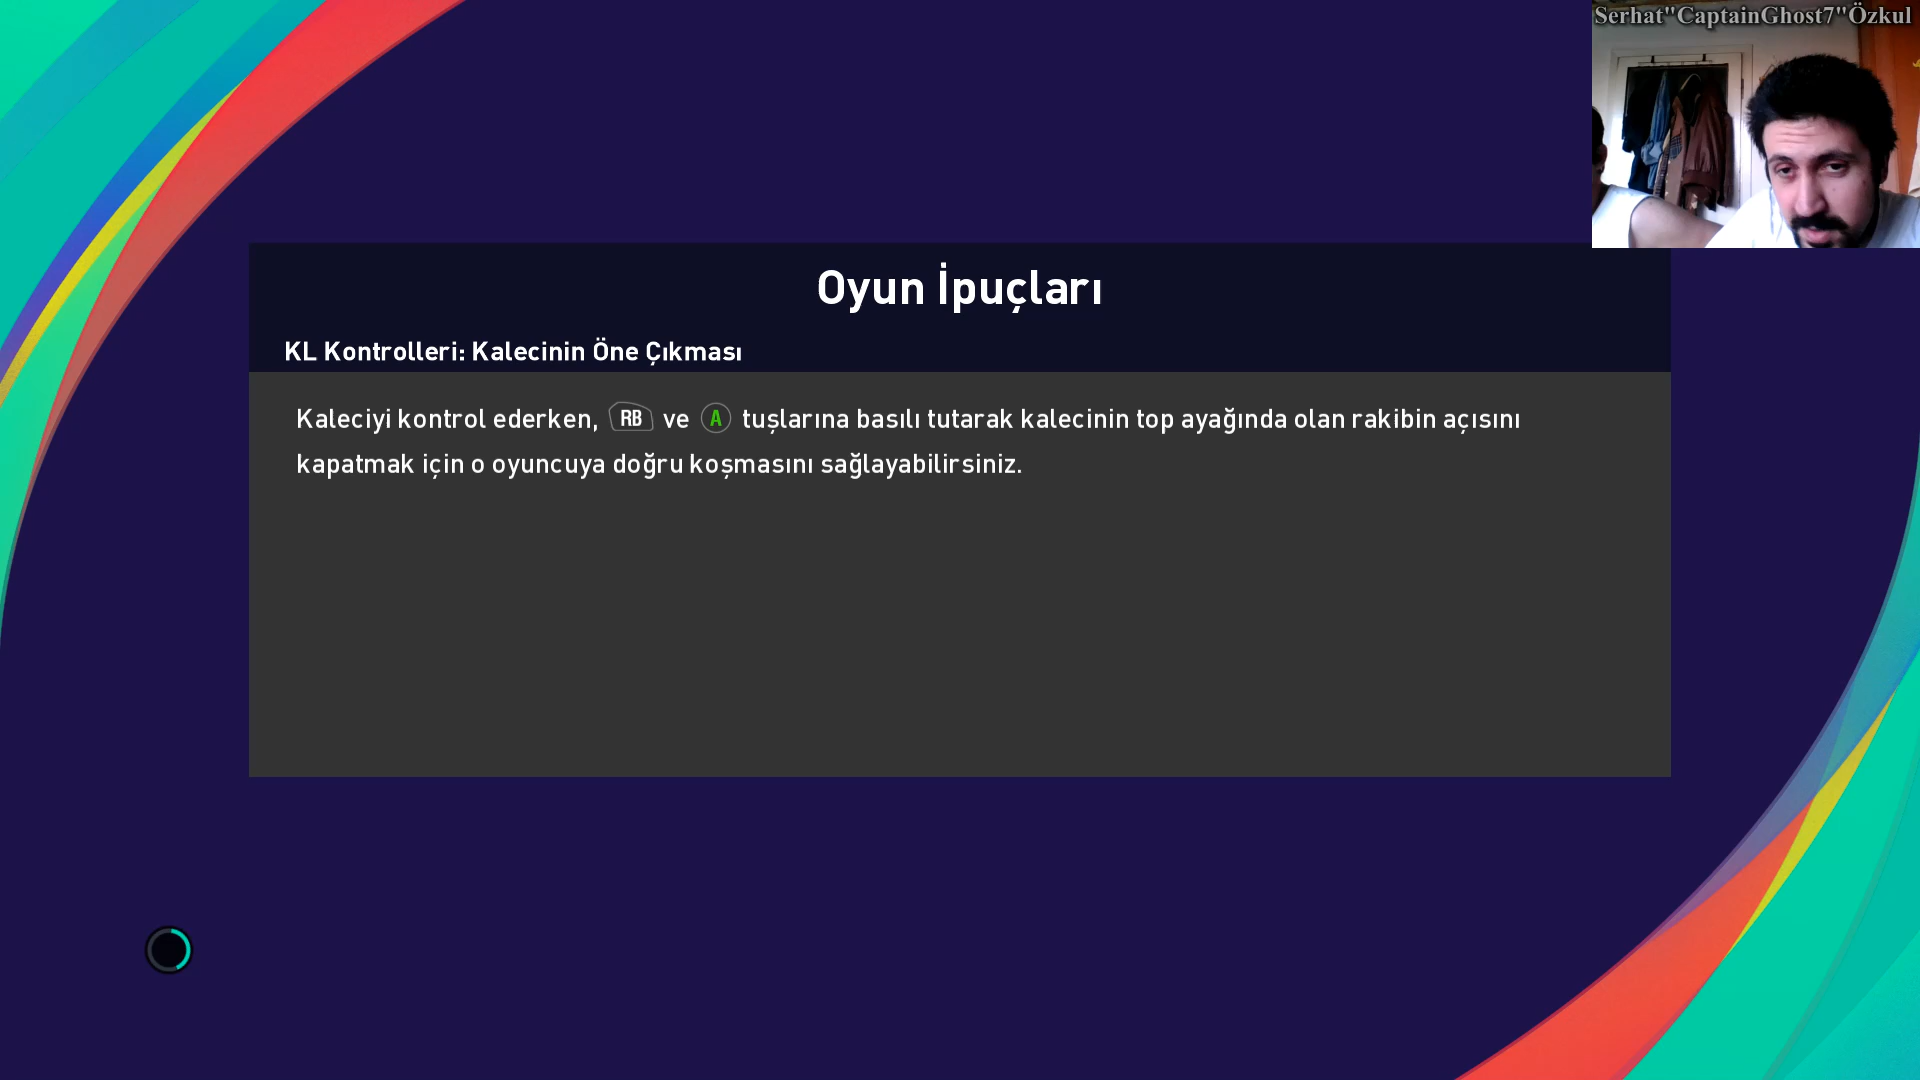 Serhat"CaptainGhost7"Özkul
Oyun İpuçları
KL Kontrolleri: Kalecinin Öne Çıkması
Kaleciyi kontrol ederken, RB ve A tuşlarına basılı tutarak kalecinin top ayağında olan rakibin açısını
kapatmak için o oyuncuya doğru koşmasını sağlayabilirsiniz.